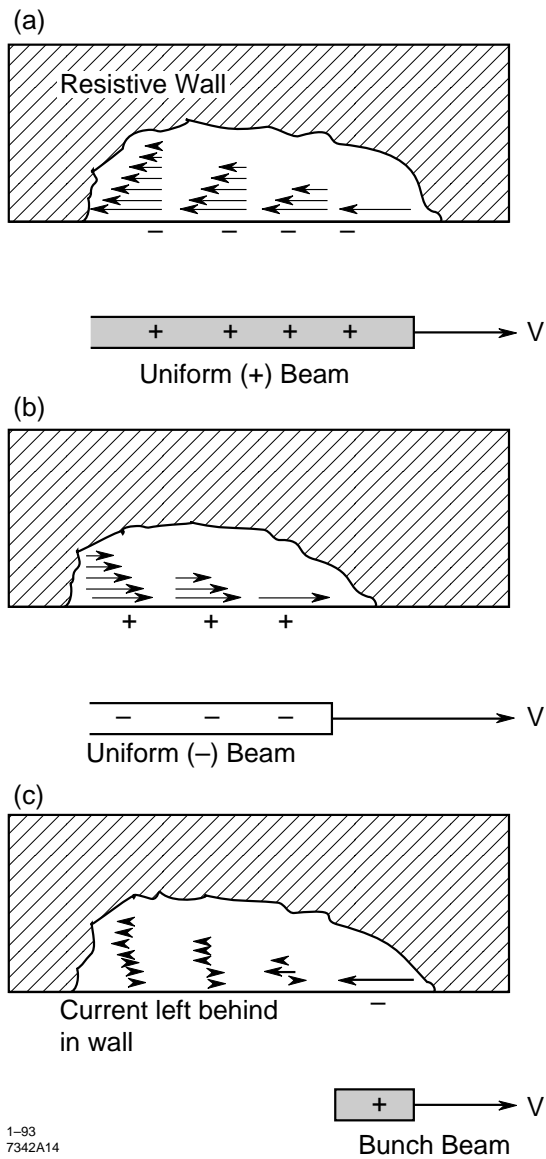 (a)
Resistive Wall
– – – –
+ + + +
V
Uniform (+) Beam
(b)
+ + +
– – –
V
Uniform (–) Beam
(c)
–
Current left behind
in wall
+
V
Bunch Beam
1–93
7342A14